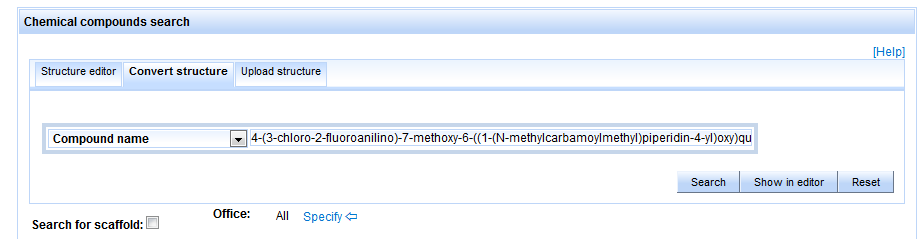 Chemical compounds search
[Help]
Structure editor Convert structure Upload structure
Compound name 4-(3-chloro-2-fluoroanilino)-7-methoxy-6-((1-(N-methylcarbamoylmethyl)piperidin-4-yl)oxy)qu
Search Show in editor Reset
Search for scaffold: Office: All Specify